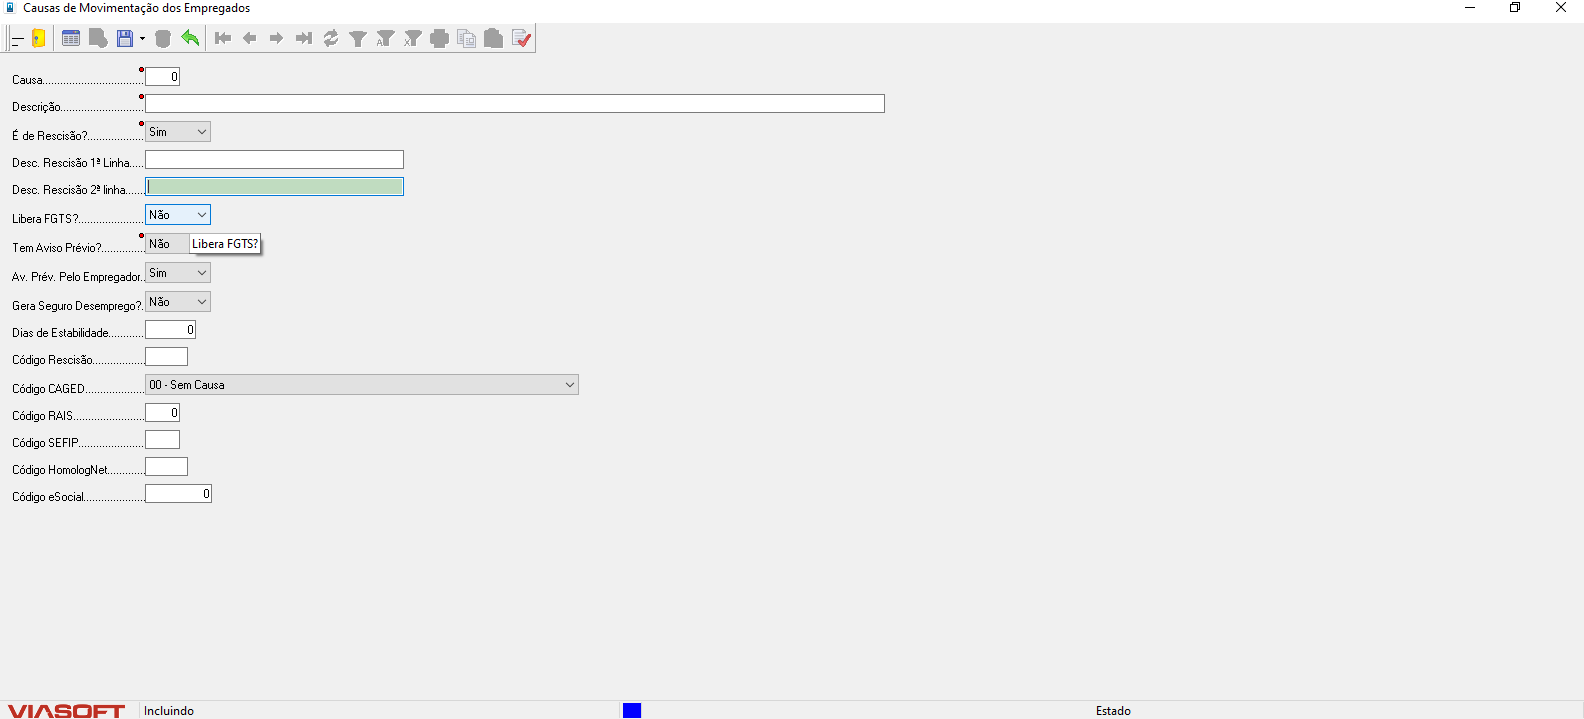 Causas de Movimentação dos Empregados
Causa.................................. 0
Descrição............................
É de Rescisão?................... Sim
Desc. Rescisão 1ª Linha.....
Desc. Rescisão 2ª linha.......
Libera FGTS?...................... Não
Tem Aviso Prévio?............... Não Libera FGTS?
Av. Prév. Pelo Empregador.. Sim
Gera Seguro Desemprego?. Não
Dias de Estabilidade............ 0
Código Rescisão..................
Código CAGED.................... 00 - Sem Causa
Código RAIS........................ 0
Código SEFIP......................
Código HomologNet.............
Código eSocial..................... 0
VIASOFT Incluindo Estado